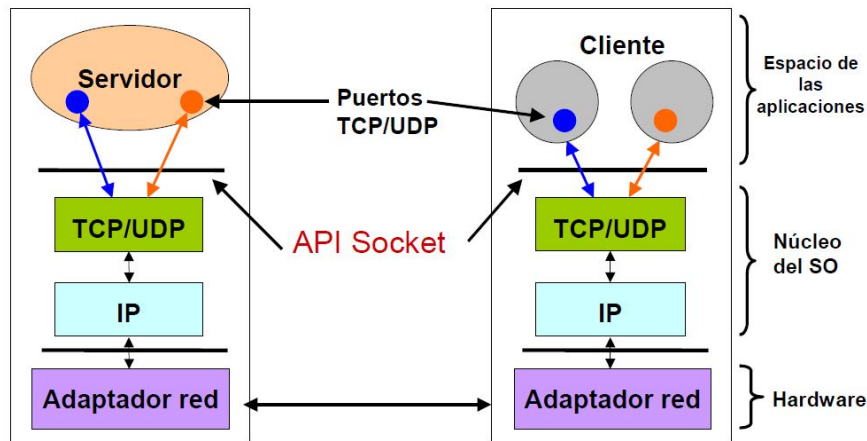 Servidor
Cliente
Puertos
TCP/UDP
Espacio de
las
aplicaciones
TCP/UDP
API Socket
TCP/UDP
Núcleo
del SO
IP
IP
Adaptador red
Adaptador red
Hardware